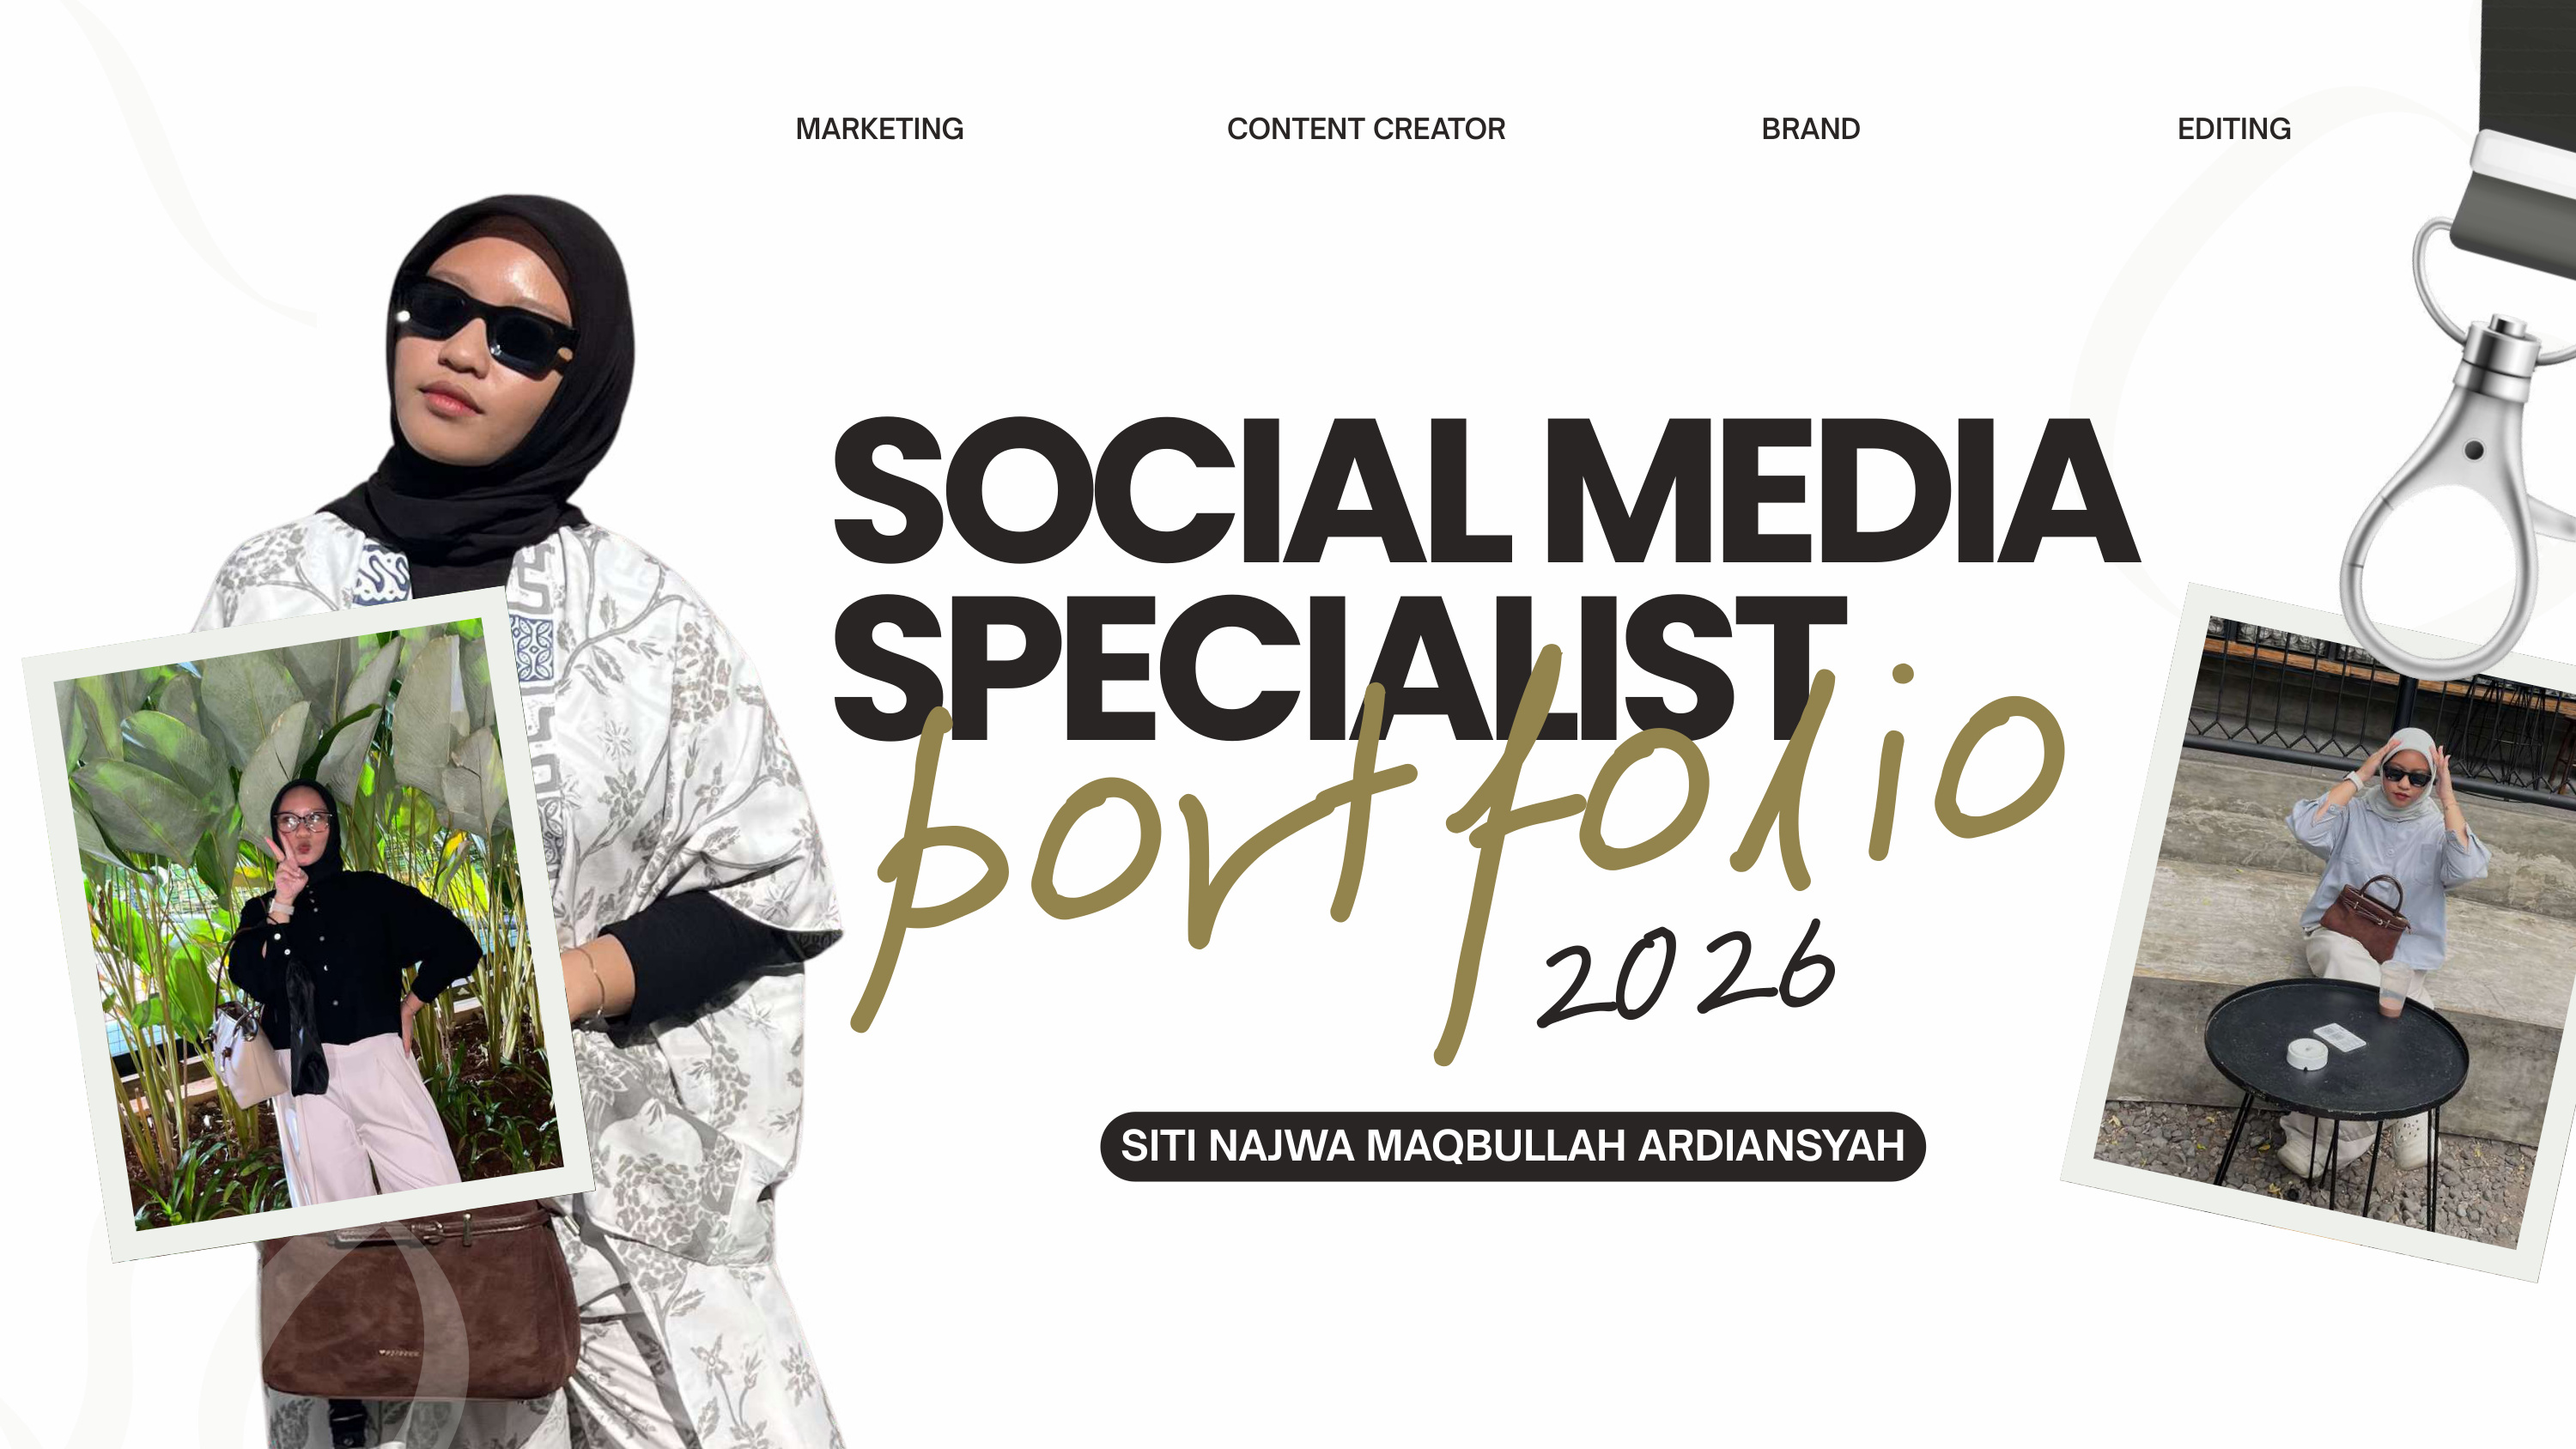 MARKETING CONTENT CREATOR BRAND EDITING
SOCIAL MEDIA
SPECIALIST
portfolio
2026
SITI NAJWA MAQBULLAH ARDIANSYAH